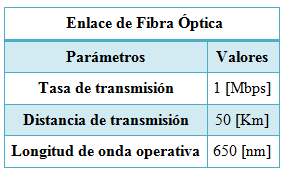 Enlace de Fibra Óptica
Parámetros Valores
Tasa de transmisión 1 [Mbps]
Distancia de transmisión 50 [Km]
Longitud de onda operativa 650 [nm]